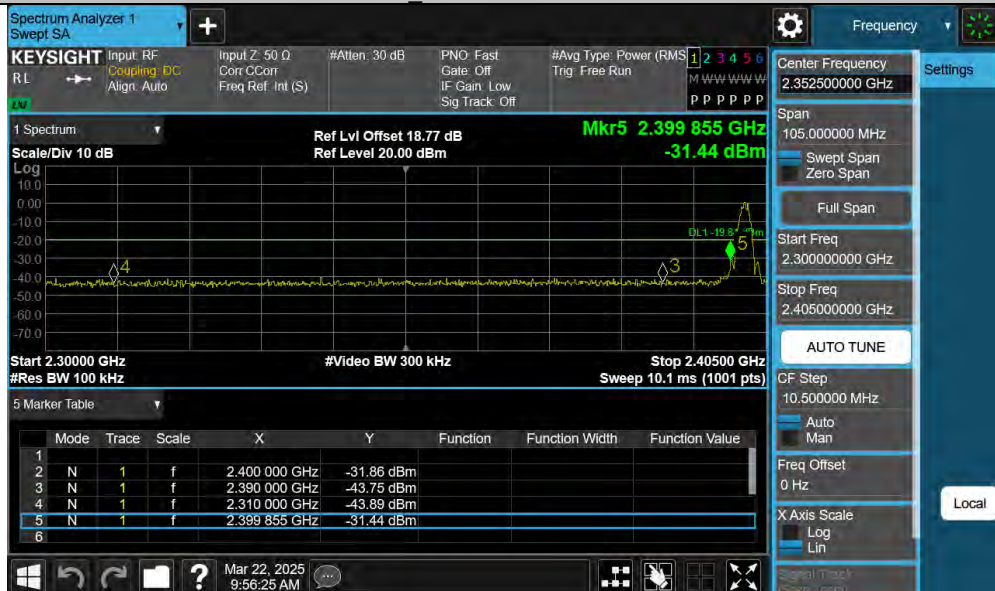 Spectrum Analyzer 1
Swept SA
+
Frequency
KEYSIGHT Input: RF Input Z: 50 Ω #Atten: 30 dB PNO: Fast #Avg Type: Power (RMS 1 2 3 4 5 6
RL Coupling: DC Corr CCorr Gate: Off Trig: Free Run M W W W W W
Align: Auto Freq Ref: Int (S) IF Gain: Low
Sig Track: Off P P P P P P
LXI
1 Spectrum
Scale/Div 10 dB
Ref Lvl Offset 18.77 dB
Ref Level 20.00 dBm
Mkr5 2.399 855 GHz
-31.44 dBm
Log
10.0
0.00
-10.0
-20.0
-30.0
-40.0
-50.0
-60.0
-70.0
4
3
5
Start 2.30000 GHz #Video BW 300 kHz Stop 2.40500 GHz
#Res BW 100 kHz Sweep 10.1 ms (1001 pts)
5 Marker Table
Mode Trace Scale X Y Function Function Width Function Value
1
2 N 1 f 2.400 000 GHz -31.86 dBm
3 N 1 f 2.390 000 GHz -43.75 dBm
4 N 1 f 2.310 000 GHz -43.89 dBm
5 N 1 f 2.399 855 GHz -31.44 dBm
6
?
Mar 22, 2025
9:56:25 AM
Center Frequency
2.352500000 GHz
Settings
Span
105.000000 MHz
Swept Span
Zero Span
Full Span
Start Freq
2.300000000 GHz
Stop Freq
2.405000000 GHz
AUTO TUNE
CF Step
10.500000 MHz
Auto
Man
Freq Offset
0 Hz
Local
X Axis Scale
Log
Lin
Signal Track